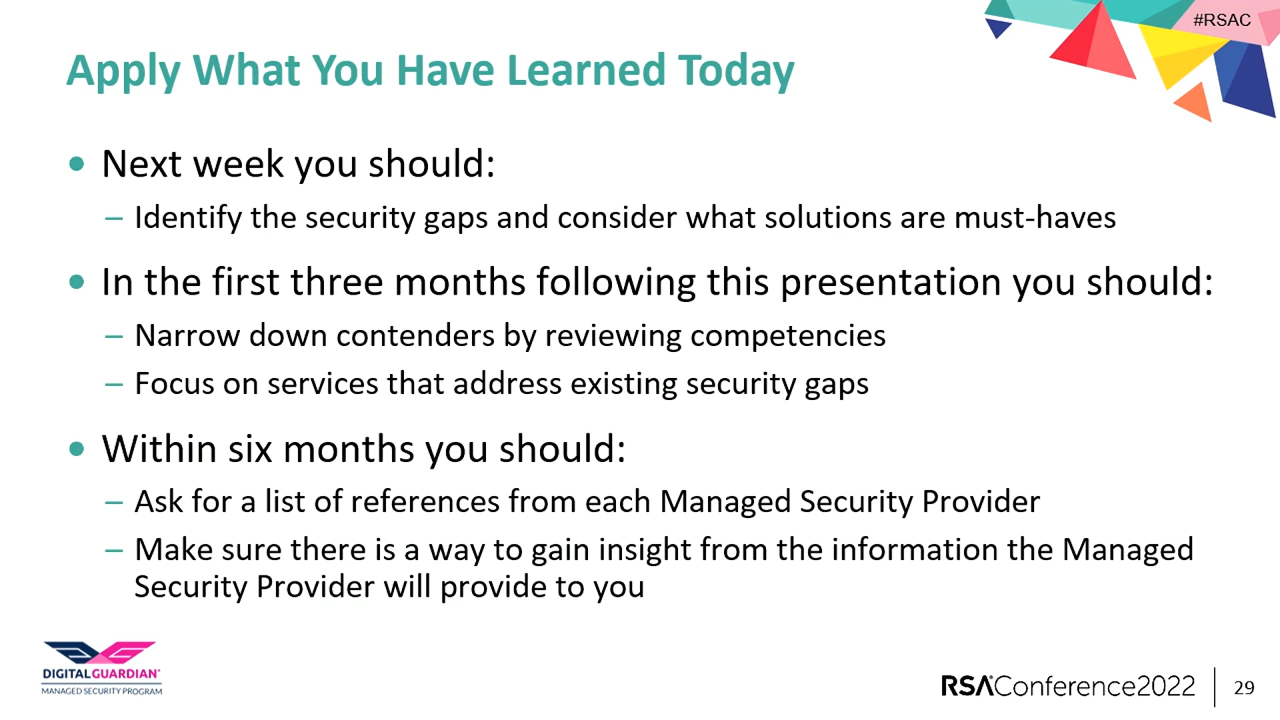 #RSAC
Apply What You Have Learned Today
• Next week you should:
– Identify the security gaps and consider what solutions are must-haves
• In the first three months following this presentation you should:
– Narrow down contenders by reviewing competencies
– Focus on services that address existing security gaps
• Within six months you should:
– Ask for a list of references from each Managed Security Provider
– Make sure there is a way to gain insight from the information the Managed
Security Provider will provide to you
DIGITALGUARDIAN®
MANAGED SECURITY PROGRAM
RSA®Conference2022
29